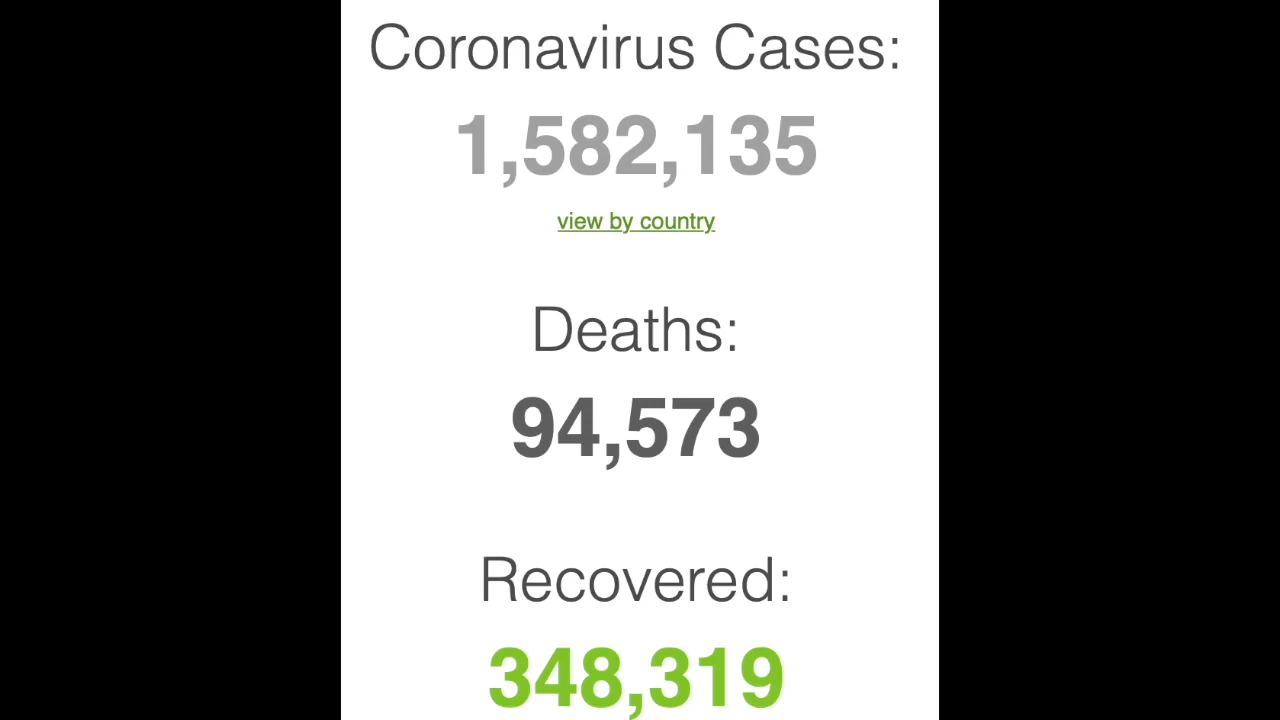 Coronavirus Cases:
1,582,135
view by country
Deaths:
94,573
Recovered:
348,319